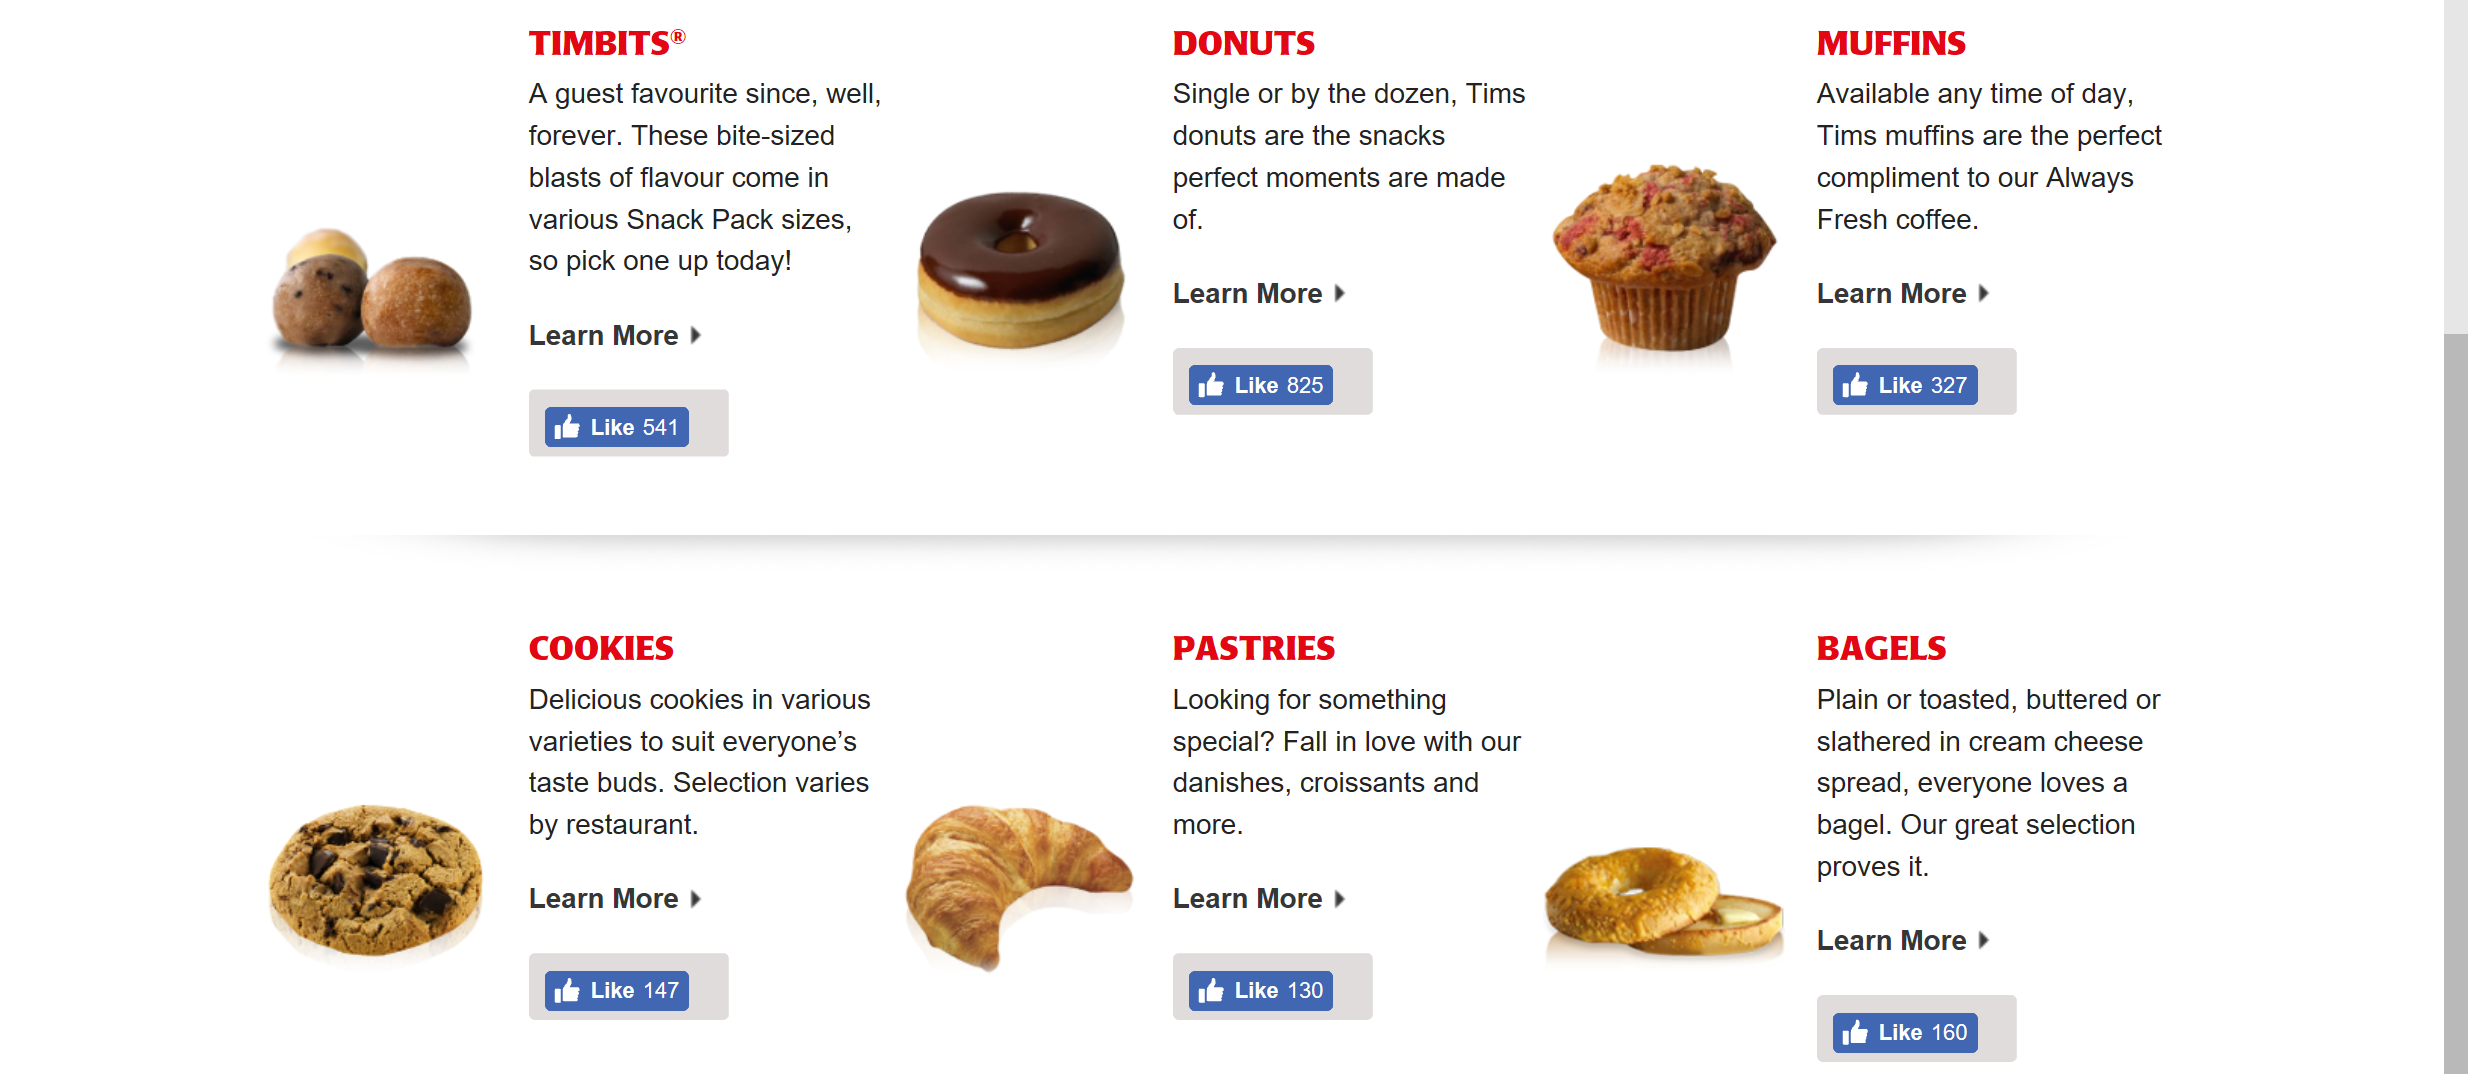 TIMBITS®
A guest favourite since, well,
forever. These bite-sized
blasts of flavour come in
various Snack Pack sizes,
so pick one up today!
Learn More
Like 541
DONUTS
Single or by the dozen, Tims
donuts are the snacks
perfect moments are made
of.
Learn More
Like 825
MUFFINS
Available any time of day,
Tims muffins are the perfect
compliment to our Always
Fresh coffee.
Learn More
Like 327
COOKIES
Delicious cookies in various
varieties to suit everyone’s
taste buds. Selection varies
by restaurant.
Learn More
Like 147
PASTRIES
Looking for something
special? Fall in love with our
danishes, croissants and
more.
Learn More
Like 130
BAGELS
Plain or toasted, buttered or
slathered in cream cheese
spread, everyone loves a
bagel. Our great selection
proves it.
Learn More
Like 160